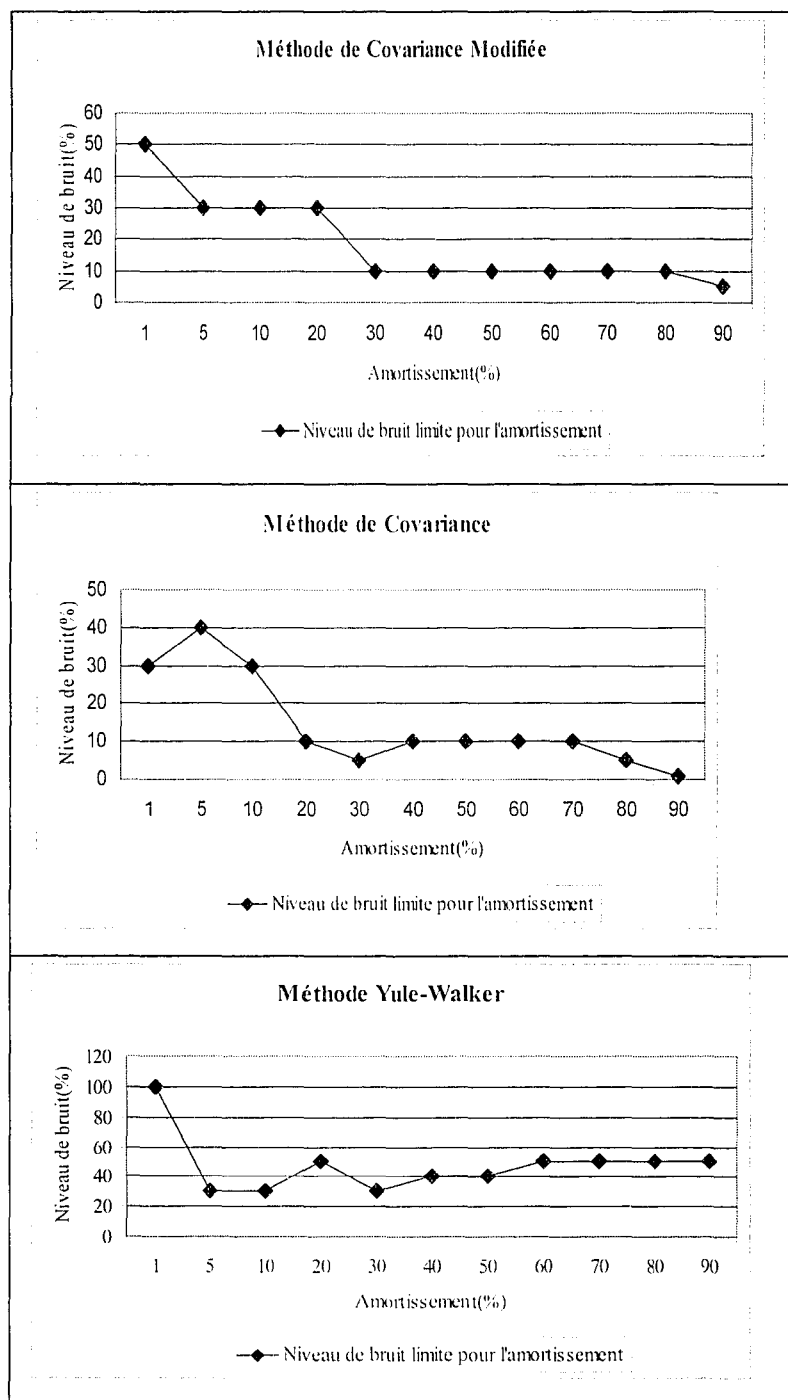 Méthode de Covariance Modifiée
Niveau de bruit(%)
60
50
40
30
20
10
0
1 5 10 20 30 40 50 60 70 80 90
Amortissement(%)
Niveau de bruit limite pour l'amortissement
Méthode de Covariance
Niveau de bruit(%)
50
40
30
20
10
0
1 5 10 20 30 40 50 60 70 80 90
Amortissement(%)
Niveau de bruit limite pour l'amortissement
Méthode Yule-Walker
Niveau de bruit(%)
120
100
80
60
40
20
0
1 5 10 20 30 40 50 60 70 80 90
Amortissement(%)
Niveau de bruit limite pour l'amortissement